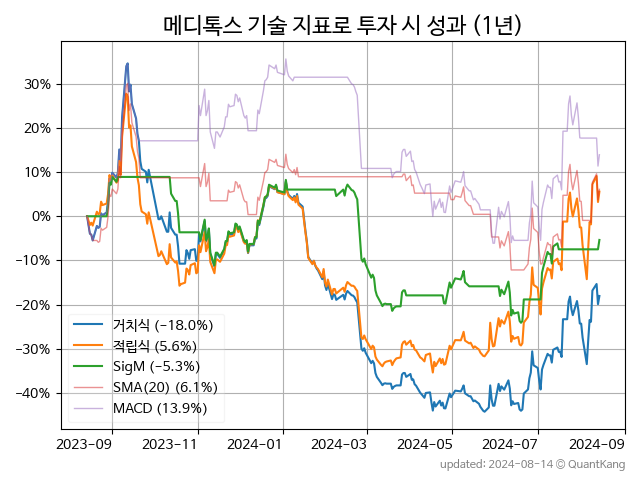 메디톡스 기술 지표로 투자 시 성과 (1년)
30%
20%
10%
0%
−10%
−20%
−30%
−40%
거치식 (−18.0%)
적립식 (5.6%)
SigM (−5.3%)
SMA(20) (6.1%)
MACD (13.9%)
2023-09 2023-11 2024-01 2024-03 2024-05 2024-07 2024-09
updated: 2024-08-14 © QuantKang